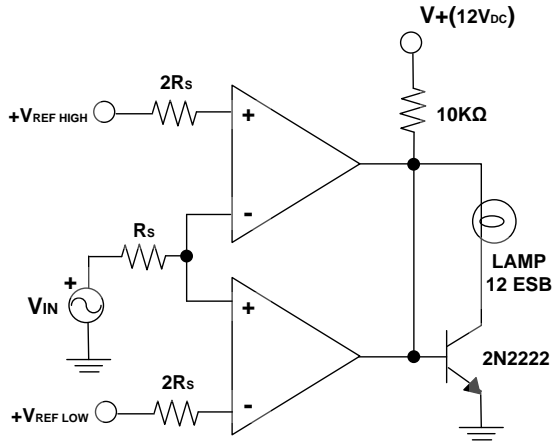 V+(12VDC)
2RS
+VREF HIGH
10KΩ
+
-
RS
LAMP
12 ESB
+
VIN
+
2N2222
2RS
-
+VREF LOW